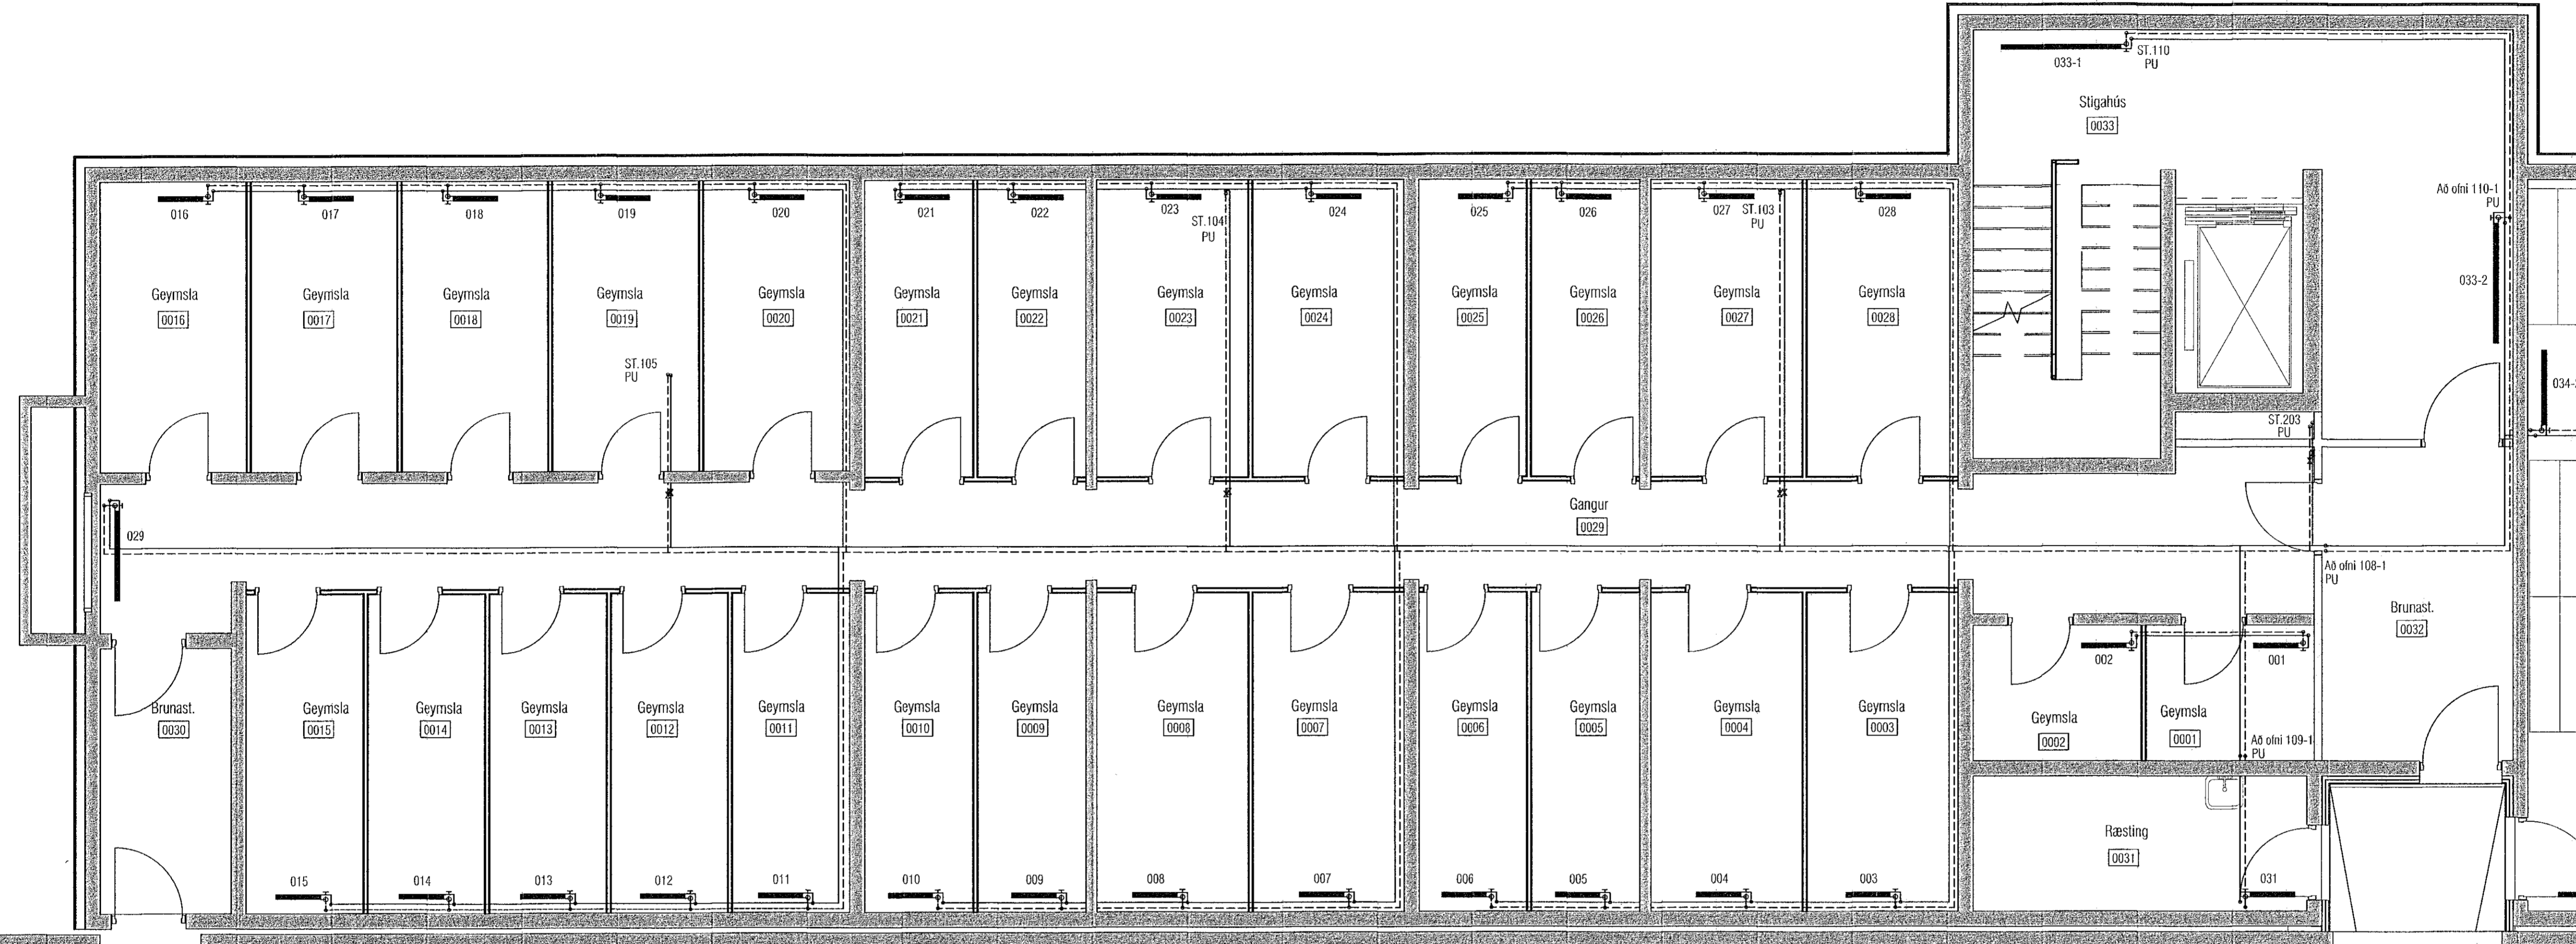 033-1
ST.110
PU
Stigahús
0033
Að ofni 110-1
PU
033-2
016
017
018
019
020
021
022
023
ST.104
PU
024
025
026
027
ST.103
PU
028
Geymsla
0016
Geymsla
0017
Geymsla
0018
Geymsla
0019
Geymsla
0020
Geymsla
0021
Geymsla
0022
Geymsla
0023
Geymsla
0024
Geymsla
0025
Geymsla
0026
Geymsla
0027
Geymsla
0028
ST.105
PU
ST.203
PU
029
Gangur
0029
Að ofni 108-1
PU
Brunast.
0032
002
001
Brunast.
0030
Geymsla
0015
Geymsla
0014
Geymsla
0013
Geymsla
0012
Geymsla
0011
Geymsla
0010
Geymsla
0009
Geymsla
0008
Geymsla
0007
Geymsla
0006
Geymsla
0005
Geymsla
0004
Geymsla
0003
Geymsla
0002
Geymsla
0001
Að ofni 109-1
PU
Ræsting
0031
015
014
013
012
011
010
009
008
007
006
005
004
003
031